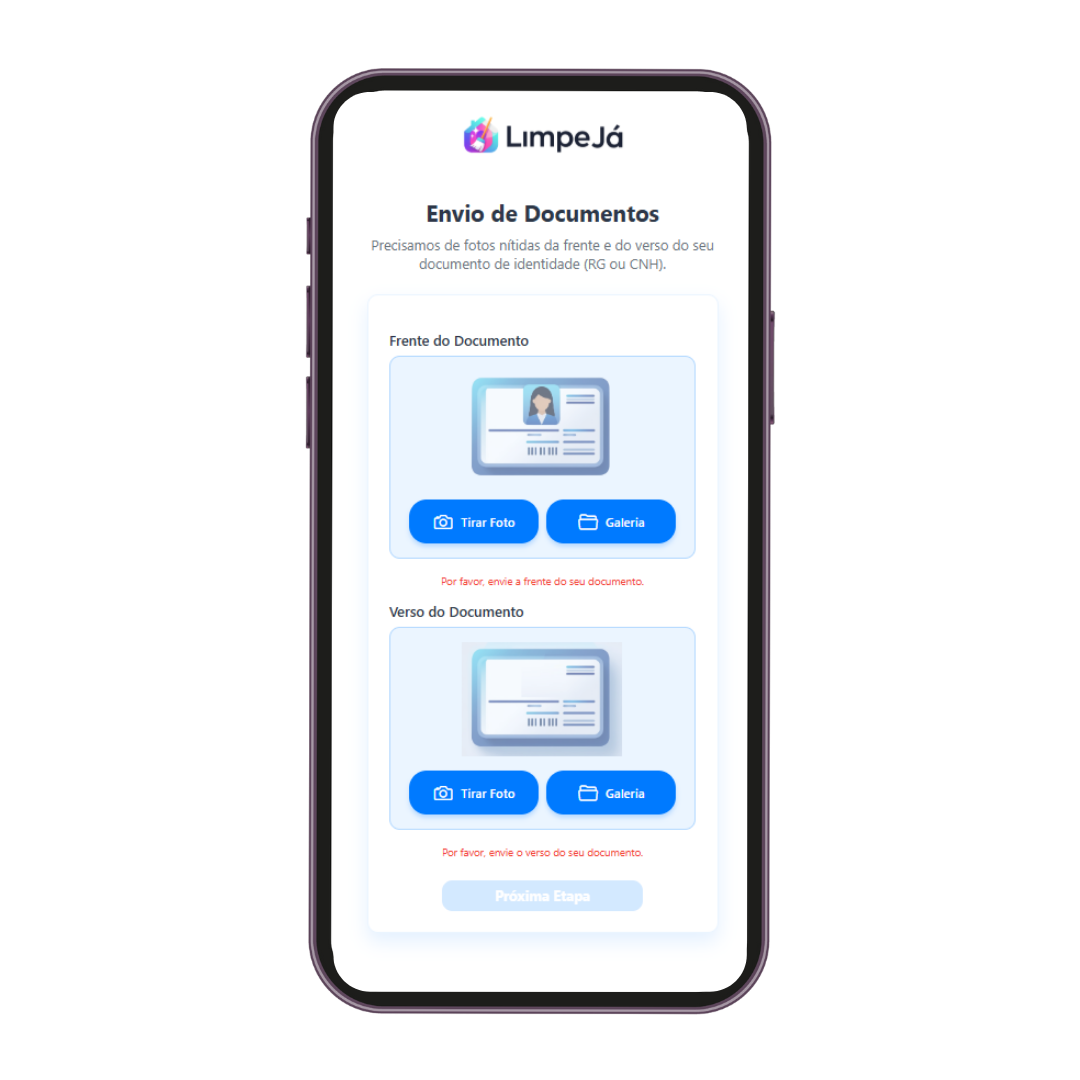 LimpeJá
Envio de Documentos
Precisamos de fotos nítidas da frente e do verso do seu
documento de identidade (RG ou CNH).
Frente do Documento
Tirar Foto
Galeria
Por favor, envie a frente do seu documento.
Verso do Documento
Tirar Foto
Galeria
Por favor, envie o verso do seu documento.
Próxima Etapa